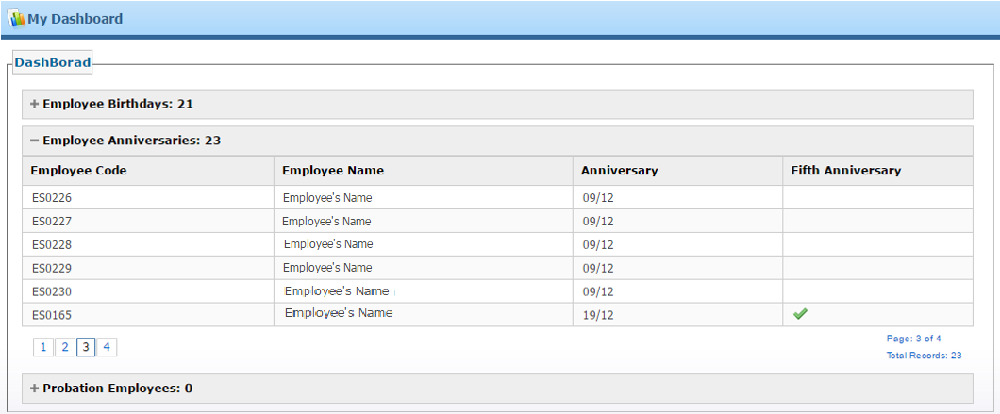 My Dashboard
DashBorad
Employee Birthdays: 21
Employee Anniversaries: 23
Employee Code Employee Name Anniversary Fifth Anniversary
ES0226 Employee's Name 09/12
ES0227 Employee's Name 09/12
ES0228 Employee's Name 09/12
ES0229 Employee's Name 09/12
ES0230 Employee's Name 09/12
ES0165 Employee's Name 19/12
1 2 3 4
Page: 3 of 4
Total Records: 23
Probation Employees: 0